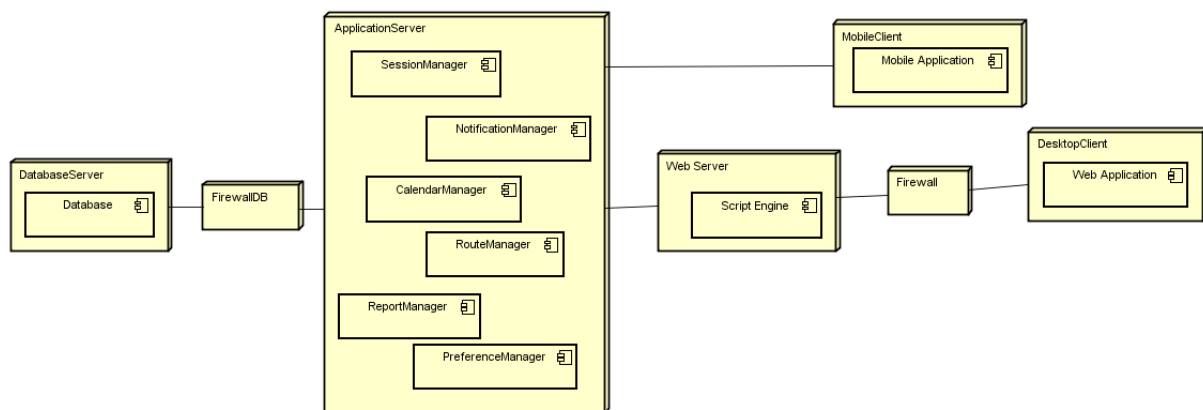 ApplicationServer
SessionManager
NotificationManager
CalendarManager
RouteManager
ReportManager
PreferenceManager
DatabaseServer
Database
FirewallDB
MobileClient
Mobile Application
Web Server
Script Engine
Firewall
DesktopClient
Web Application